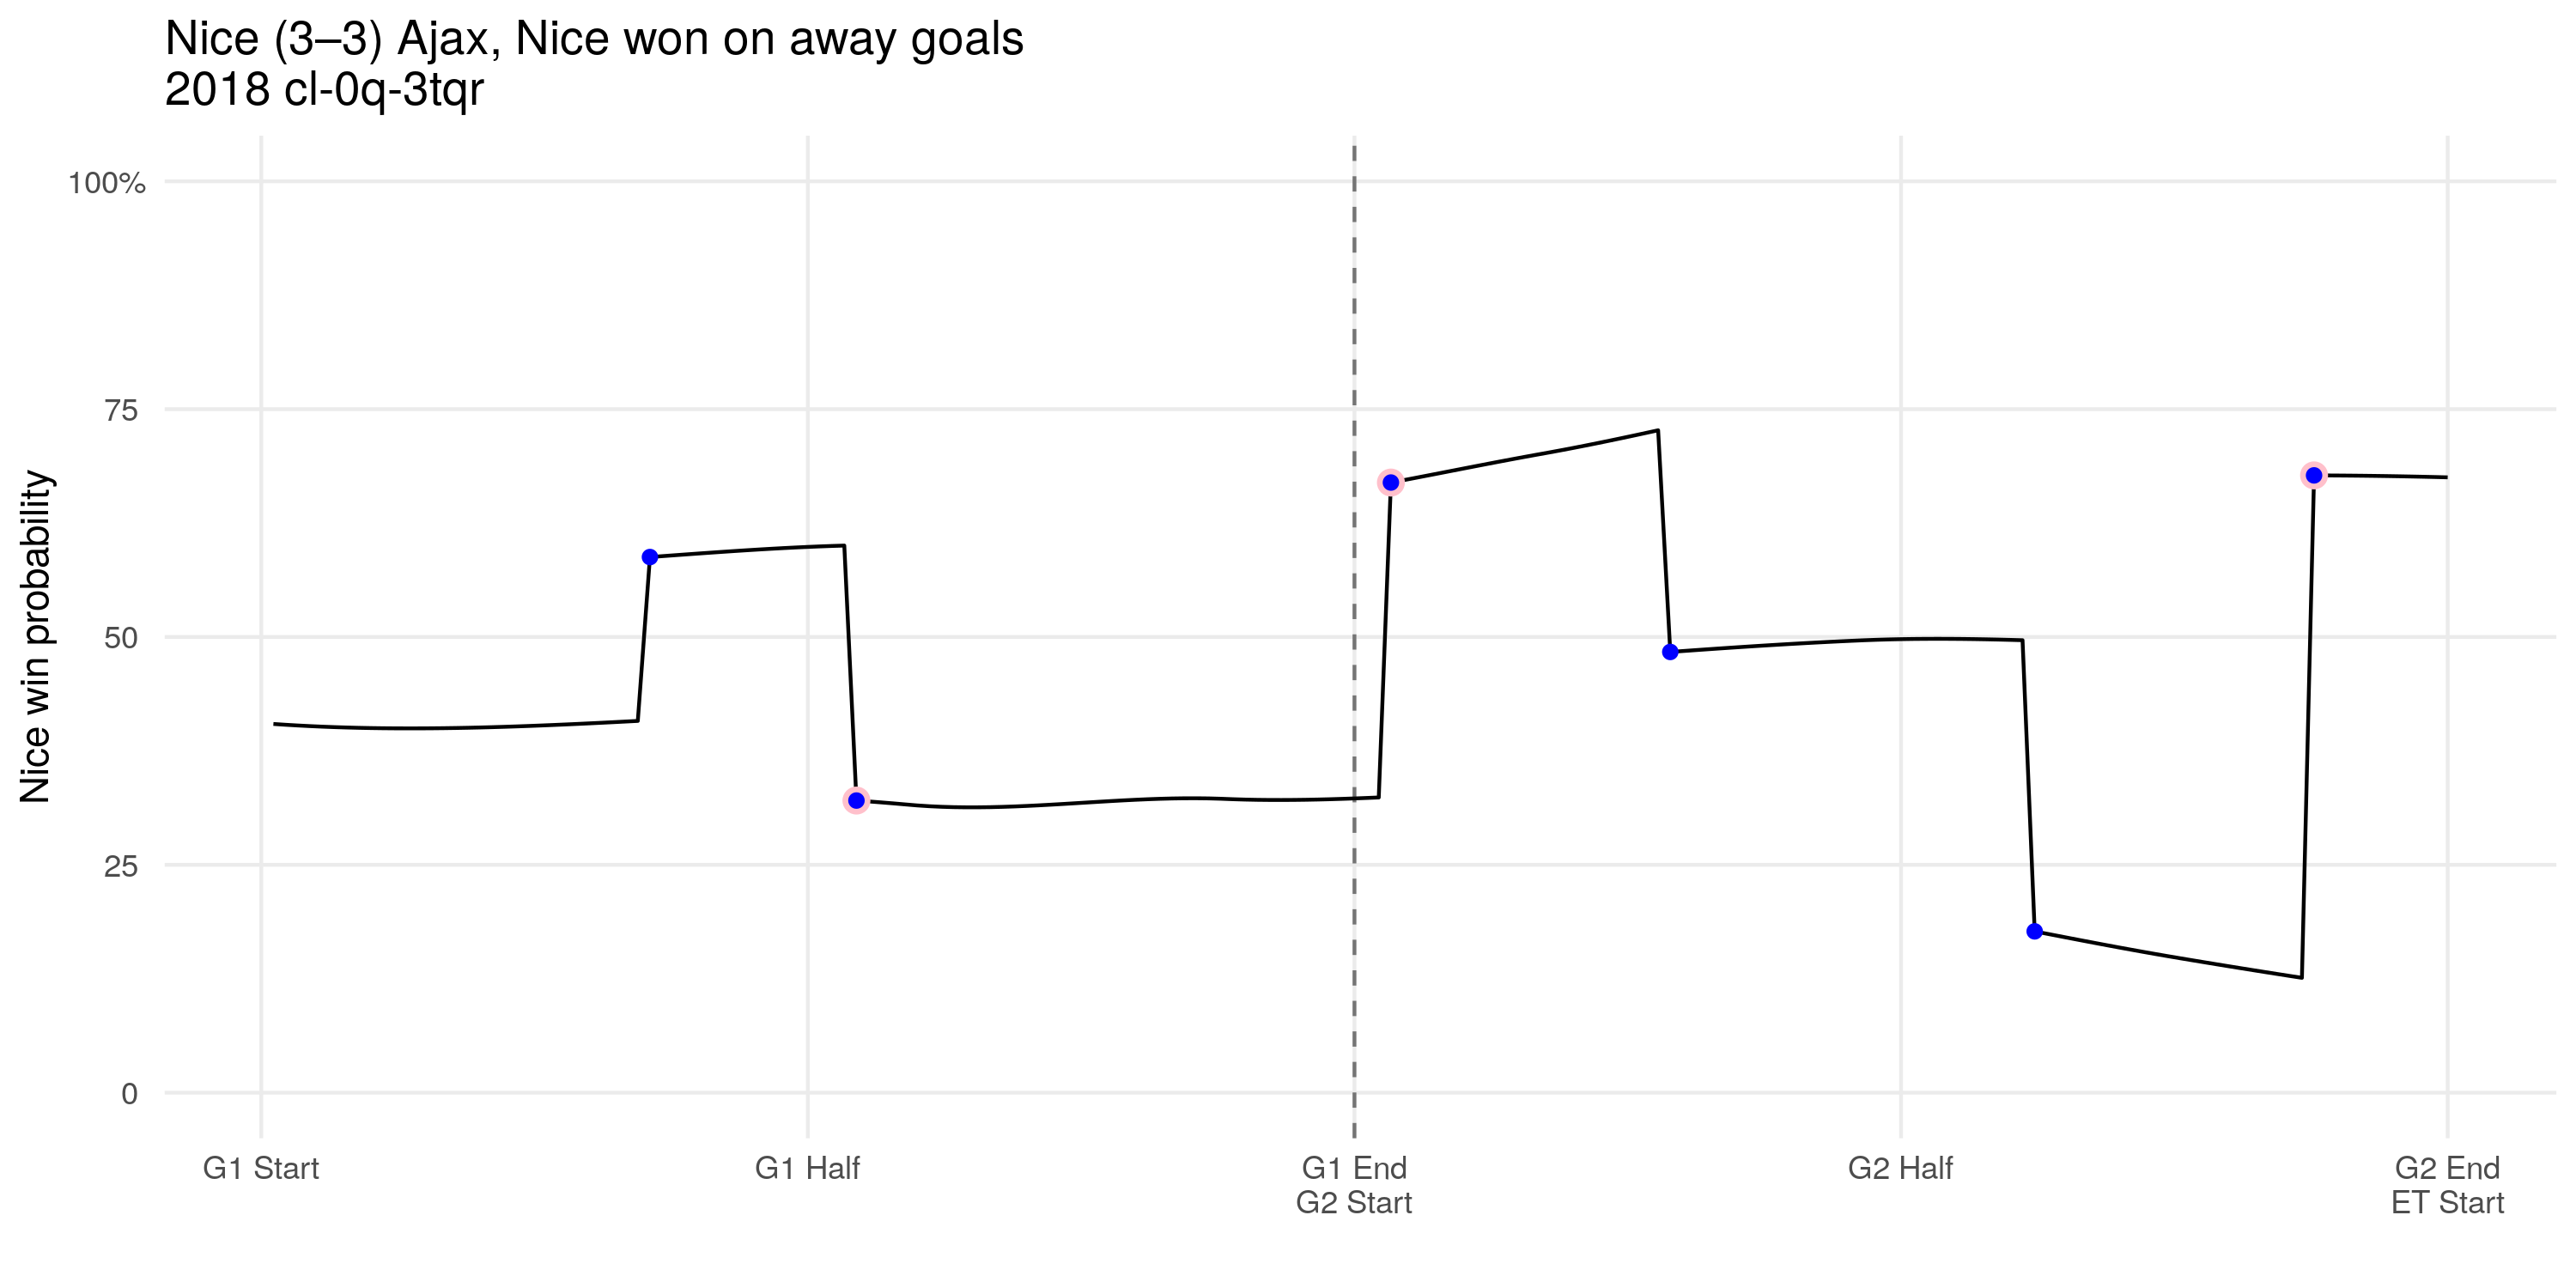 Nice (3–3) Ajax, Nice won on away goals
2018 cl-0q-3tqr
Nice win probability
100%
75
50
25
0
G1 Start
G1 Half
G1 End
G2 Start
G2 Half
G2 End
ET Start